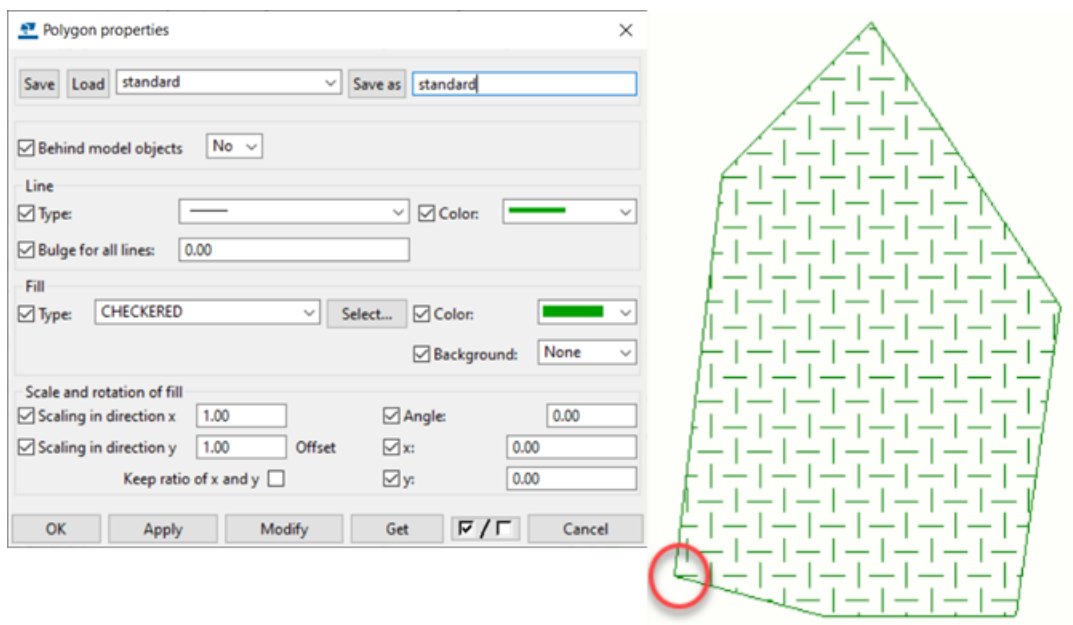 Polygon properties
Save Load standard Save as standard
Behind model objects No
Line
Type: Color:
Bulge for all lines: 0.00
Fill
Type: CHECKERED Select... Color:
Background: None
Scale and rotation of fill
Scaling in direction x 1.00 Angle: 0.00
Scaling in direction y 1.00 Offset x: 0.00
Keep ratio of x and y y: 0.00
OK Apply Modify Get / Cancel